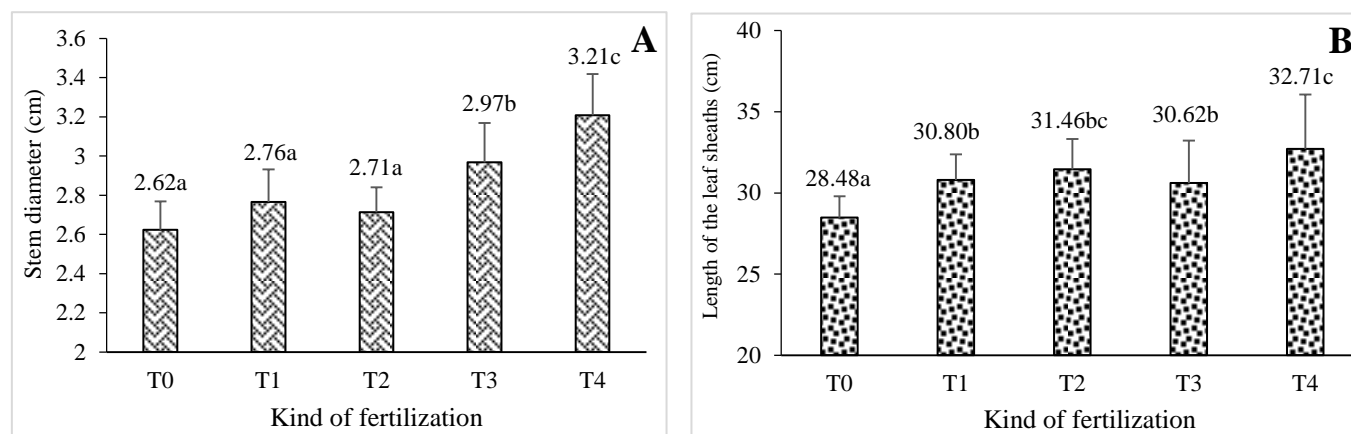 A
Stem diameter (cm)
3.6
3.4
3.2
3
2.8
2.6
2.4
2.2
2
2.62a
2.76a
2.71a
2.97b
3.21c
T0 T1 T2 T3 T4
Kind of fertilization
B
Length of the leaf sheaths (cm)
40
35
30
25
20
28.48a
30.80b
31.46bc
30.62b
32.71c
T0 T1 T2 T3 T4
Kind of fertilization